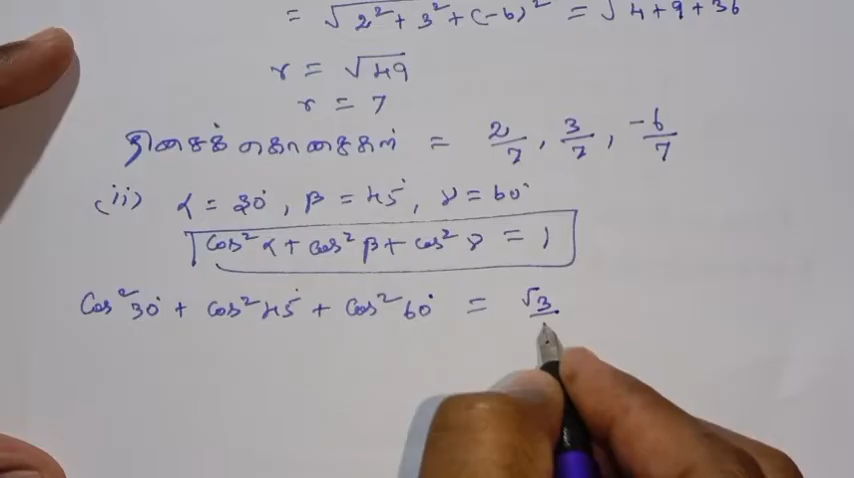 = √2² + 3² + (-6)² = √4+9+36
r = √49
r = 7
திசைக் கொசைகள் = 2/7, 3/7, -6/7
(ii) α = 30°, β = 45°, γ = 60°
cos²α + cos²β + cos²γ = 1
cos²30° + cos²45° + cos²60° = √3